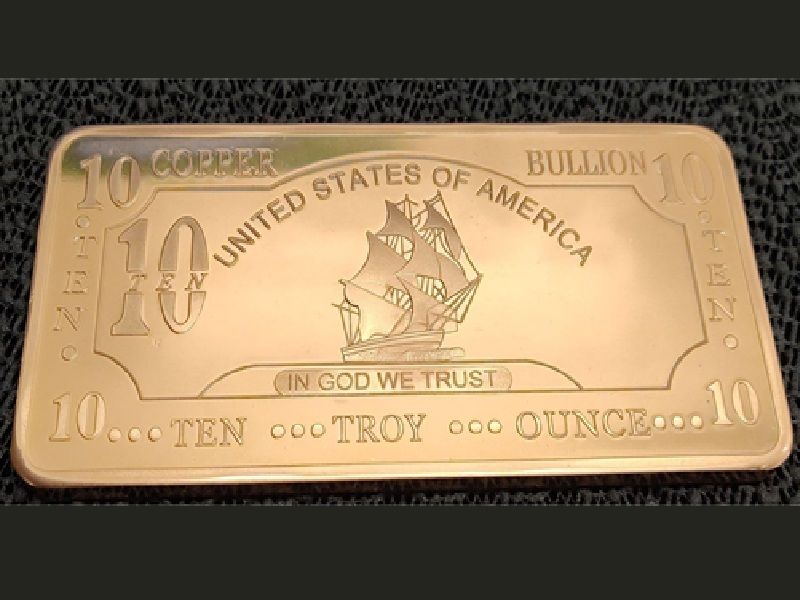 10 COPPER BULLION 10
UNITED STATES OF AMERICA
TEN
10
TEN
TEN
IN GOD WE TRUST
10...TEN ...TROY ...OUNCE...10